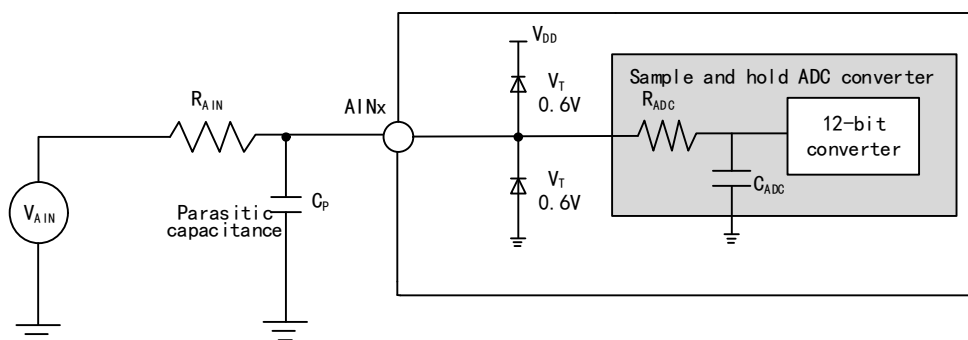 V_DD
Sample and hold ADC converter
V_T
0.6V
R_AIN
AINx
R_ADC
12-bit
converter
V_AIN
Parasitic
capacitance
C_P
V_T
0.6V
C_ADC